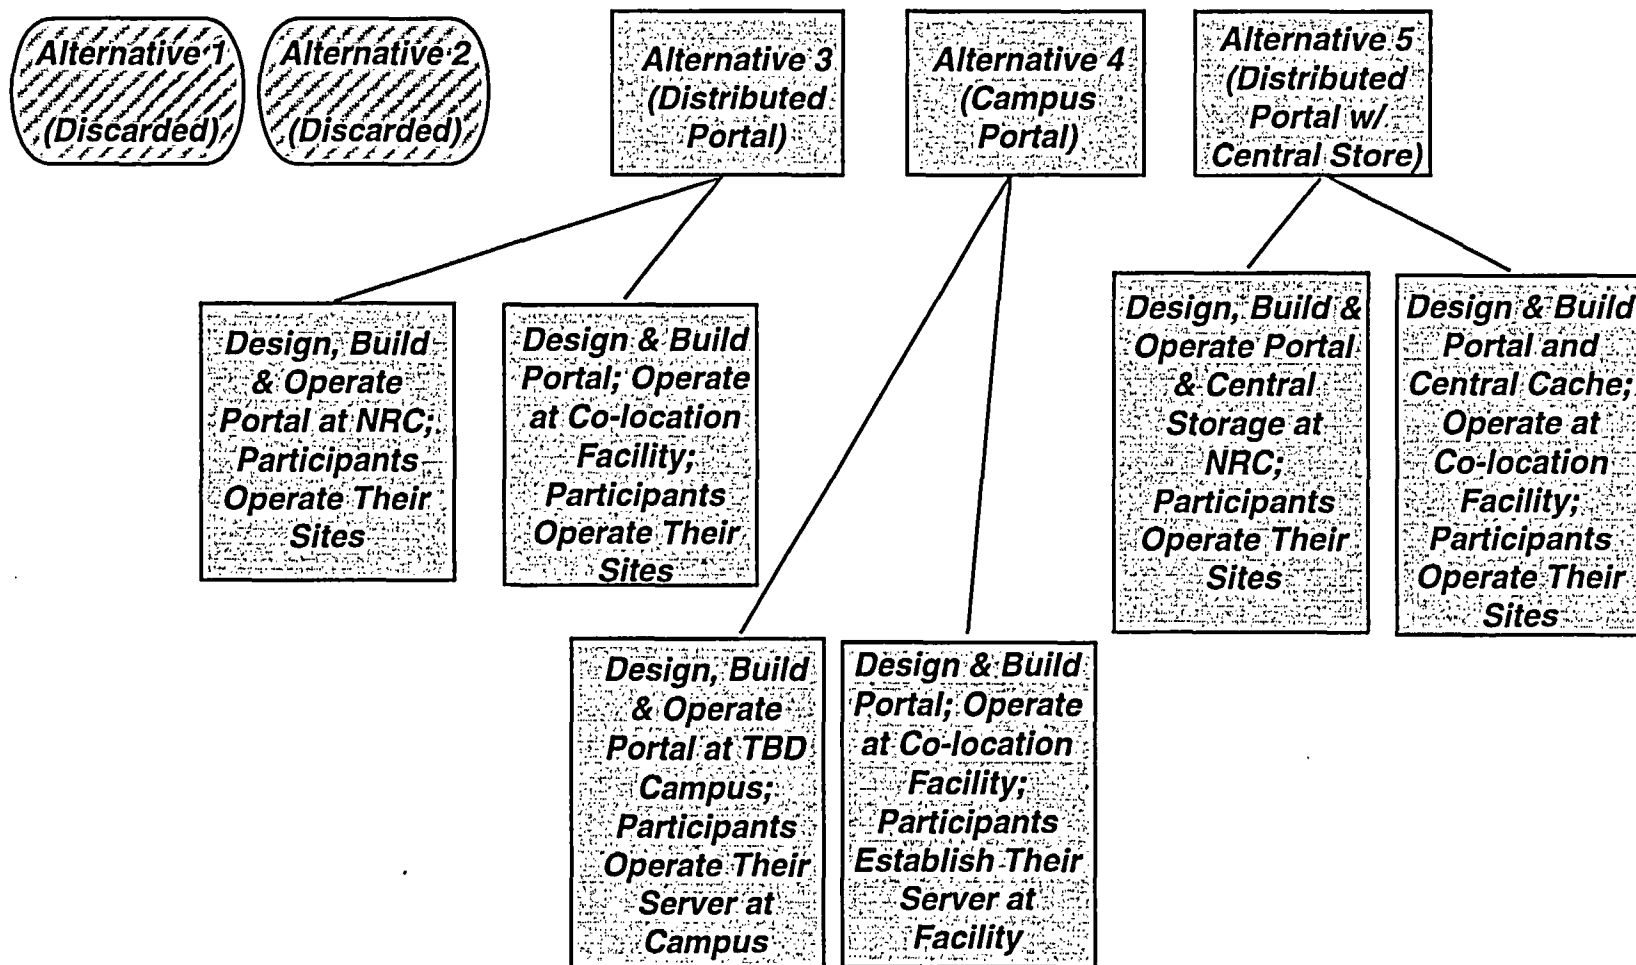 Alternative 1
(Discarded)
Alternative 2
(Discarded)
Alternative 3
(Distributed
Portal)
Alternative 4
(Campus
Portal)
Alternative 5
(Distributed
Portal w/
Central Store)
Design, Build
& Operate
Portal at NRC;
Participants
Operate Their
Sites
Design & Build
Portal; Operate
at Co-location
Facility;
Participants
Operate Their
Sites
Design, Build
& Operate
Portal at TBD
Campus;
Participants
Operate Their
Server at
Campus
Design & Build
Portal; Operate
at Co-location
Facility;
Participants
Establish Their
Server at
Facility
Design, Build &
Operate Portal
& Central
Storage at
NRC;
Participants
Operate Their
Sites
Design & Build
Portal and
Central Cache;
Operate at
Co-location
Facility;
Participants
Operate Their
Sites